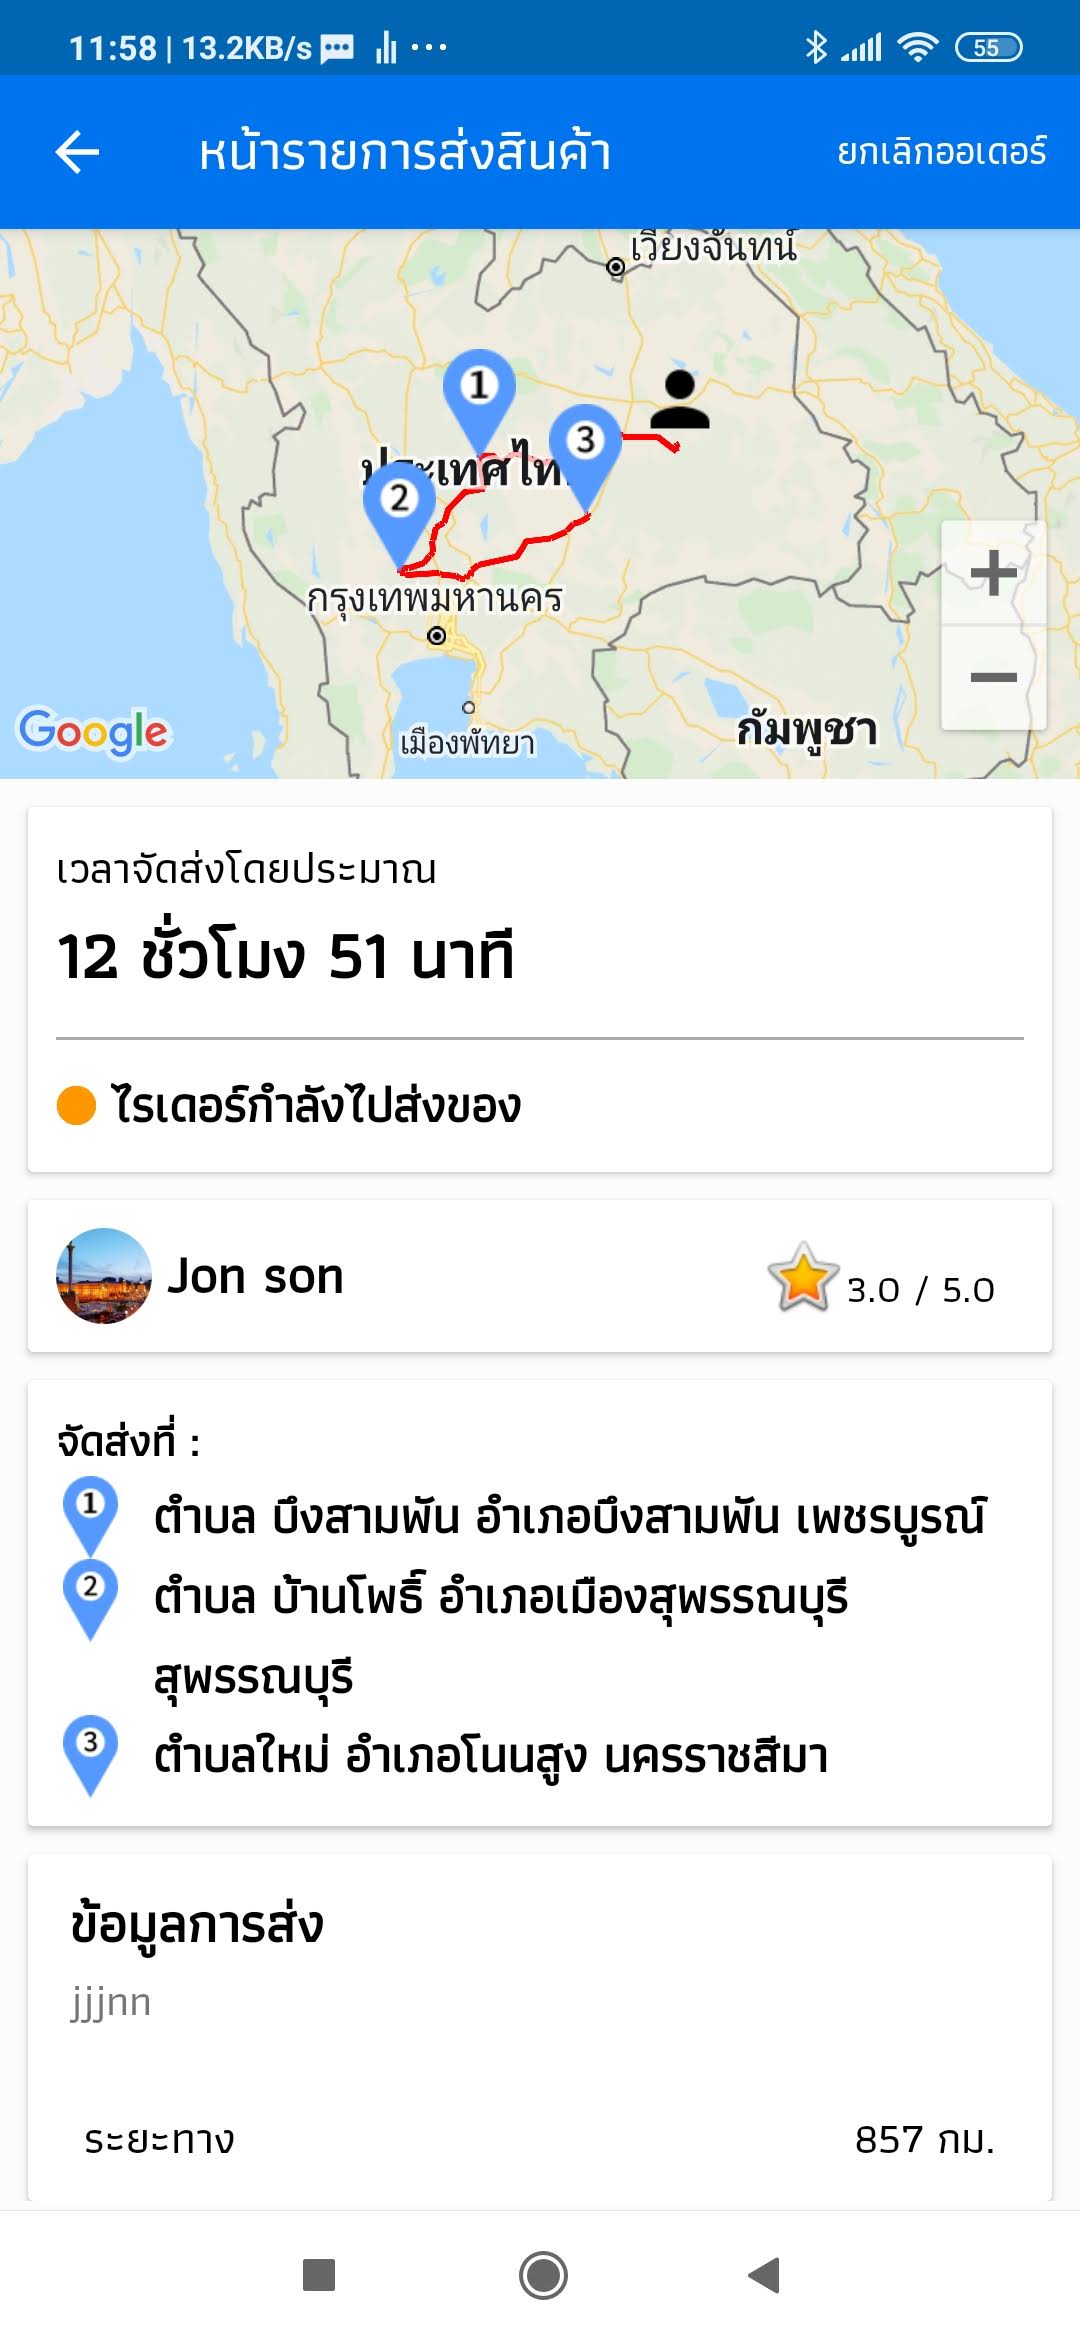 11:58 | 13.2KB/s
55
หน้ารายการส่งสินค้า
ยกเลิกออเดอร์
เวียงจันทน์
1
3
2
กรุงเทพมหานคร
เมืองพัทยา
กัมพูชา
Google
เวลาจัดส่งโดยประมาณ
12 ชั่วโมง 51 นาที
ไรเดอร์กำลังไปส่งของ
Jon son
3.0 / 5.0
จัดส่งที่ :
1 ตำบล บึงสามพัน อำเภอบึงสามพัน เพชรบูรณ์
2 ตำบล บ้านโพธิ์ อำเภอเมืองสุพรรณบุรี
สุพรรณบุรี
3 ตำบลใหม่ อำเภอโนนสูง นครราชสีมา
ข้อมูลการส่ง
jjjnn
ระยะทาง
857 กม.